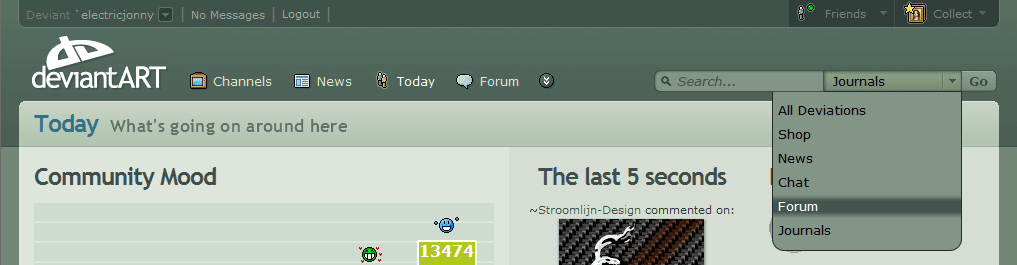 Deviant `electricjonny | No Messages | Logout | Friends Collect
deviantART
Channels News Today Forum Search... Journals Go
Today What's going on around here
All Deviations
Shop
News
Chat
Forum
Journals
Community Mood
13474
The last 5 seconds
~Stroomlijn-Design commented on: